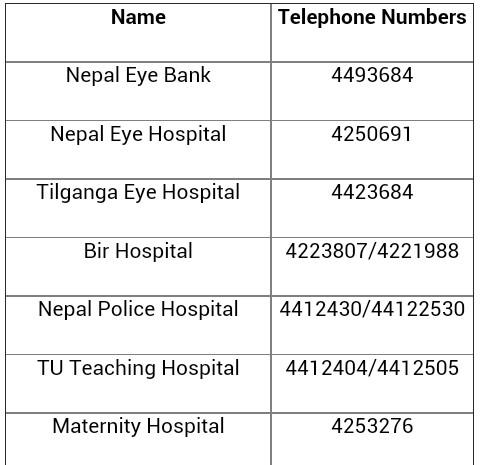 Name Telephone Numbers
Nepal Eye Bank 4493684
Nepal Eye Hospital 4250691
Tilganga Eye Hospital 4423684
Bir Hospital 4223807/4221988
Nepal Police Hospital 4412430/44122530
TU Teaching Hospital 4412404/4412505
Maternity Hospital 4253276